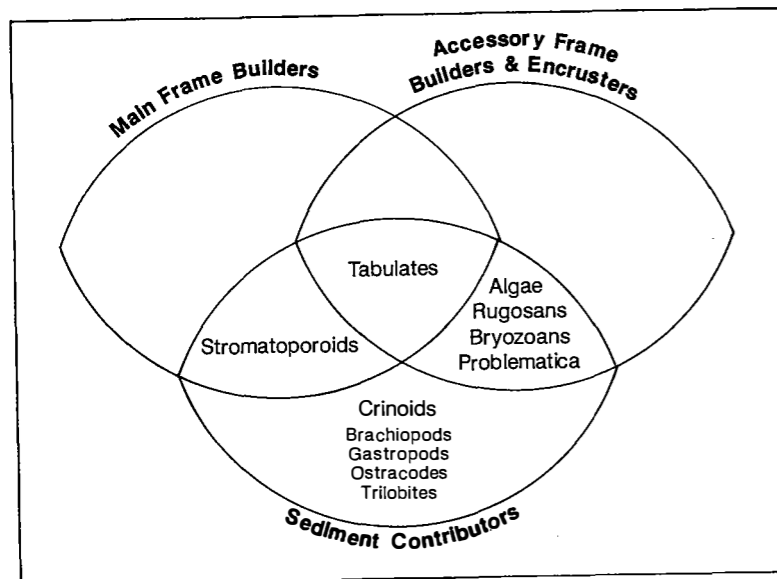 Main Frame Builders
Accessory Frame
Builders & Encrusters
Tabulates
Algae
Rugosans
Bryozoans
Problematica
Stromatoporoids
Crinoids
Brachiopods
Gastropods
Ostracodes
Trilobites
Sediment Contributors